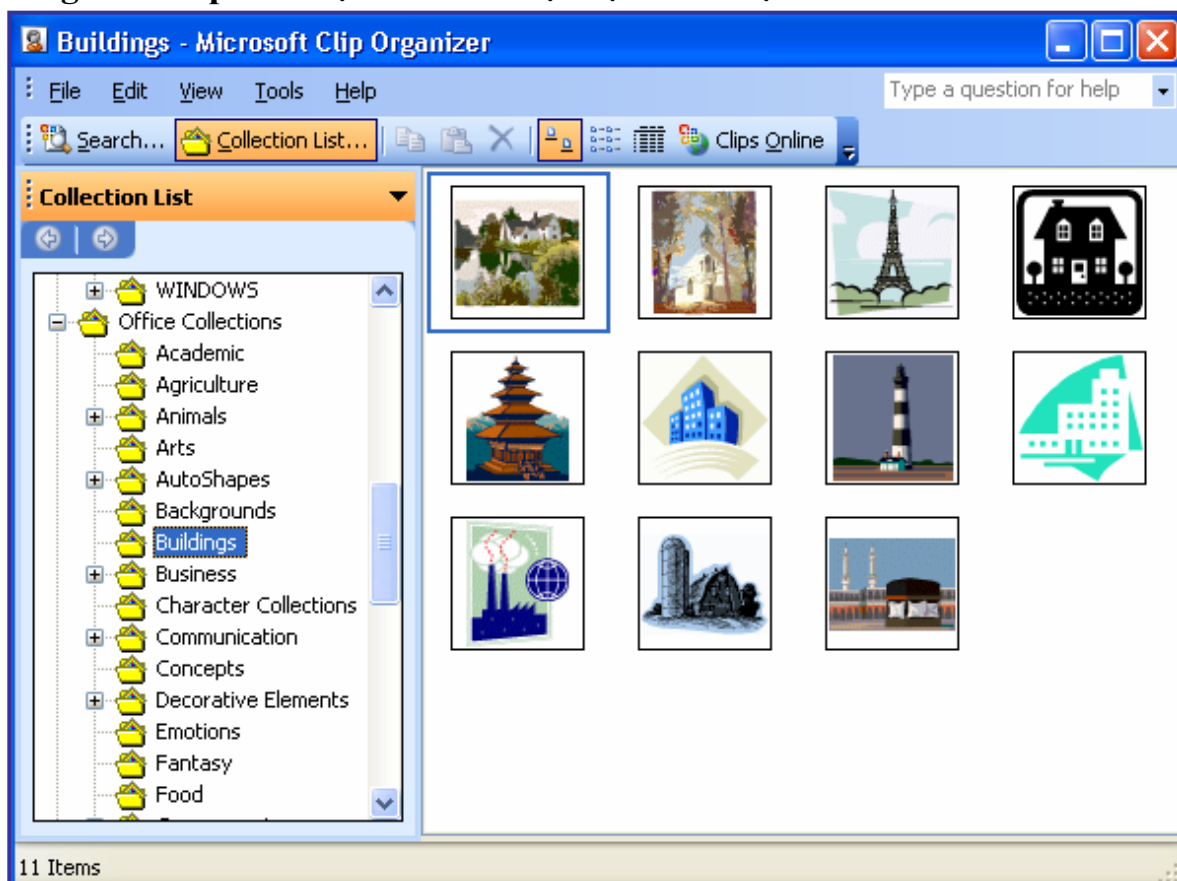 Buildings - Microsoft Clip Organizer
File Edit View Tools Help
Type a question for help
Search... Collection List... Clips Online
Collection List
WINDOWS
Office Collections
Academic
Agriculture
Animals
Arts
AutoShapes
Backgrounds
Buildings
Business
Character Collections
Communication
Concepts
Decorative Elements
Emotions
Fantasy
Food
11 Items